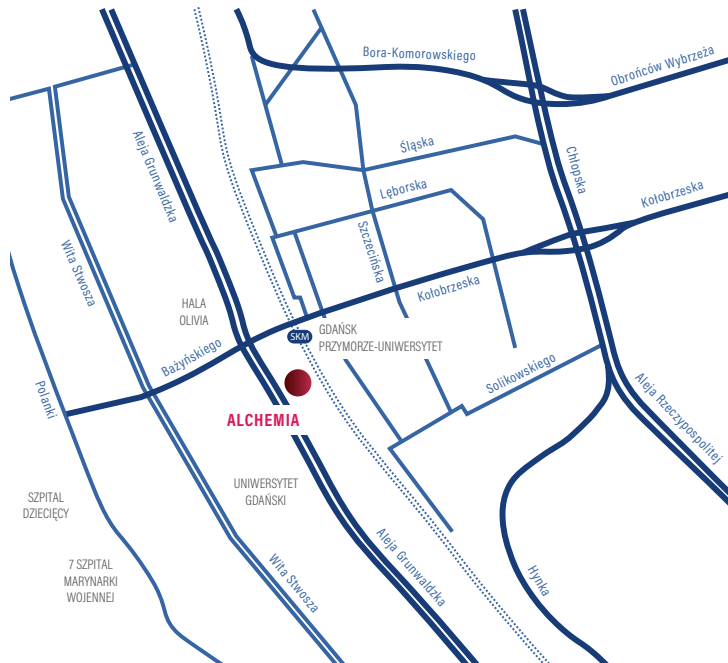 Bora-Komorowskiego
Obrońców Wybrzeża
Aleja Grunwaldzka
Śląska
Chłopska
Lęborska
Kołobrzeska
Szczecińska
Wita Stwosza
Kołobrzeska
HALA
OLIVIA
SKM
GDAŃSK
PRZYMORZE-UNIWERSYTET
Bażyńskiego
Solikowskiego
Polanki
Aleja Rzeczypospolitej
ALCHEMIA
UNIWERSYTET
GDAŃSKI
SZPITAL
DZIECIĘCY
Aleja Grunwaldzka
7 SZPITAL
MARYNARKI
WOJENNEJ
Wita Stwosza
Hynka